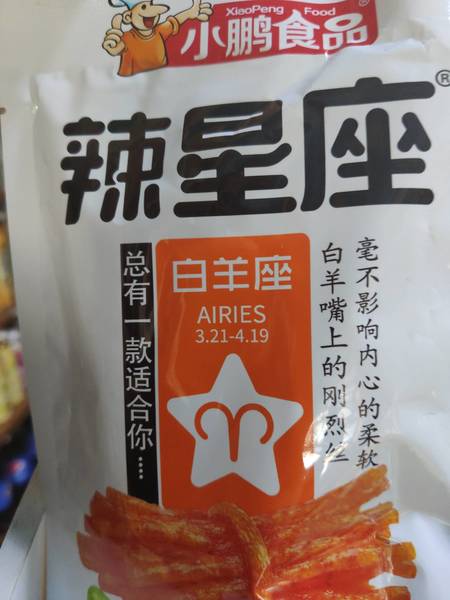 XiaoPeng Food
小鹏食品
辣星座®
总有一款适合你....
白羊座
AIRIES
3.21-4.19
毫不影响内心的柔软
白羊嘴上的刚烈丝